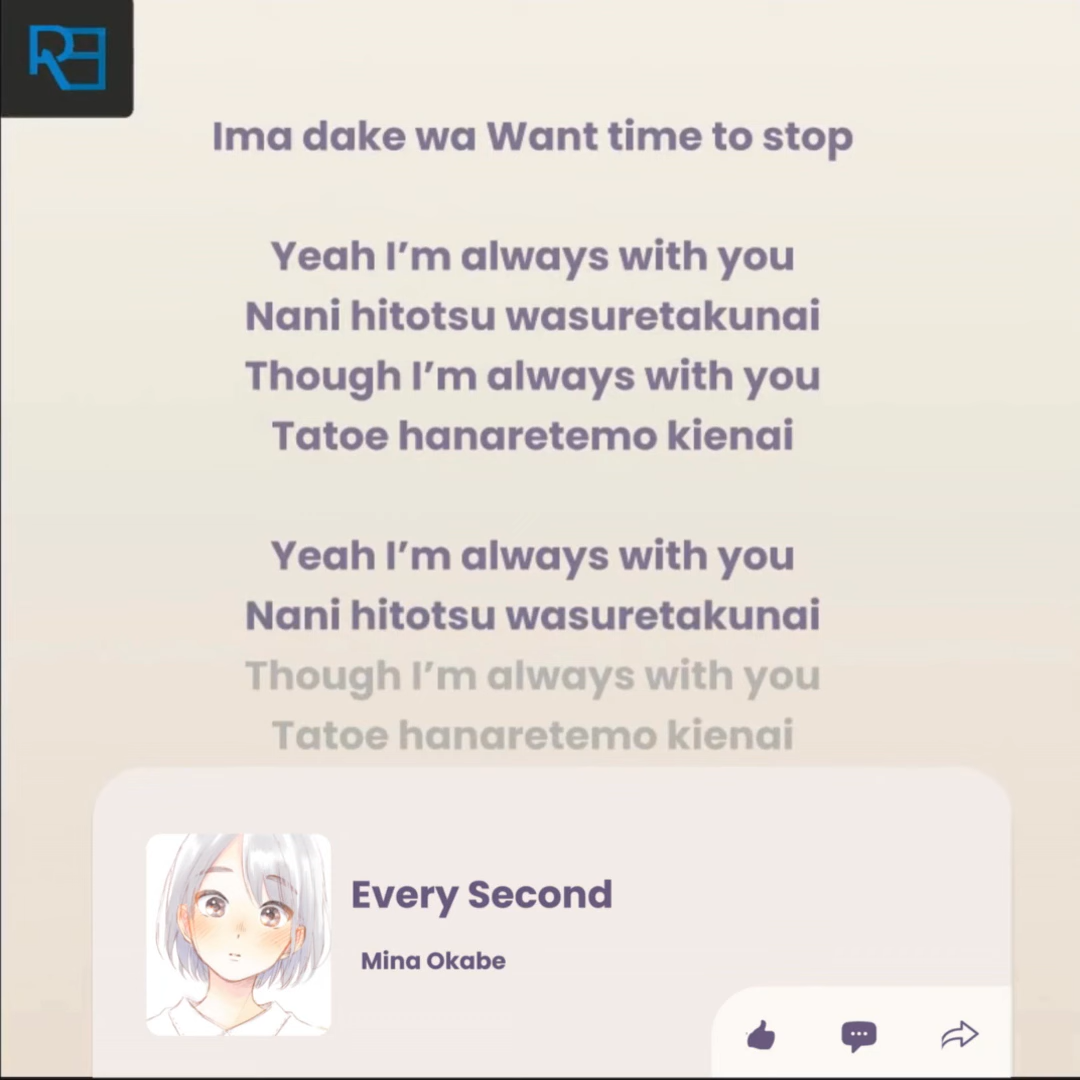 Ima dake wa Want time to stop
Yeah I’m always with you
Nani hitotsu wasuretakunai
Though I’m always with you
Tatoe hanaretemo kienai
Yeah I’m always with you
Nani hitotsu wasuretakunai
Though I’m always with you
Tatoe hanaretemo kienai
Every Second
Mina Okabe